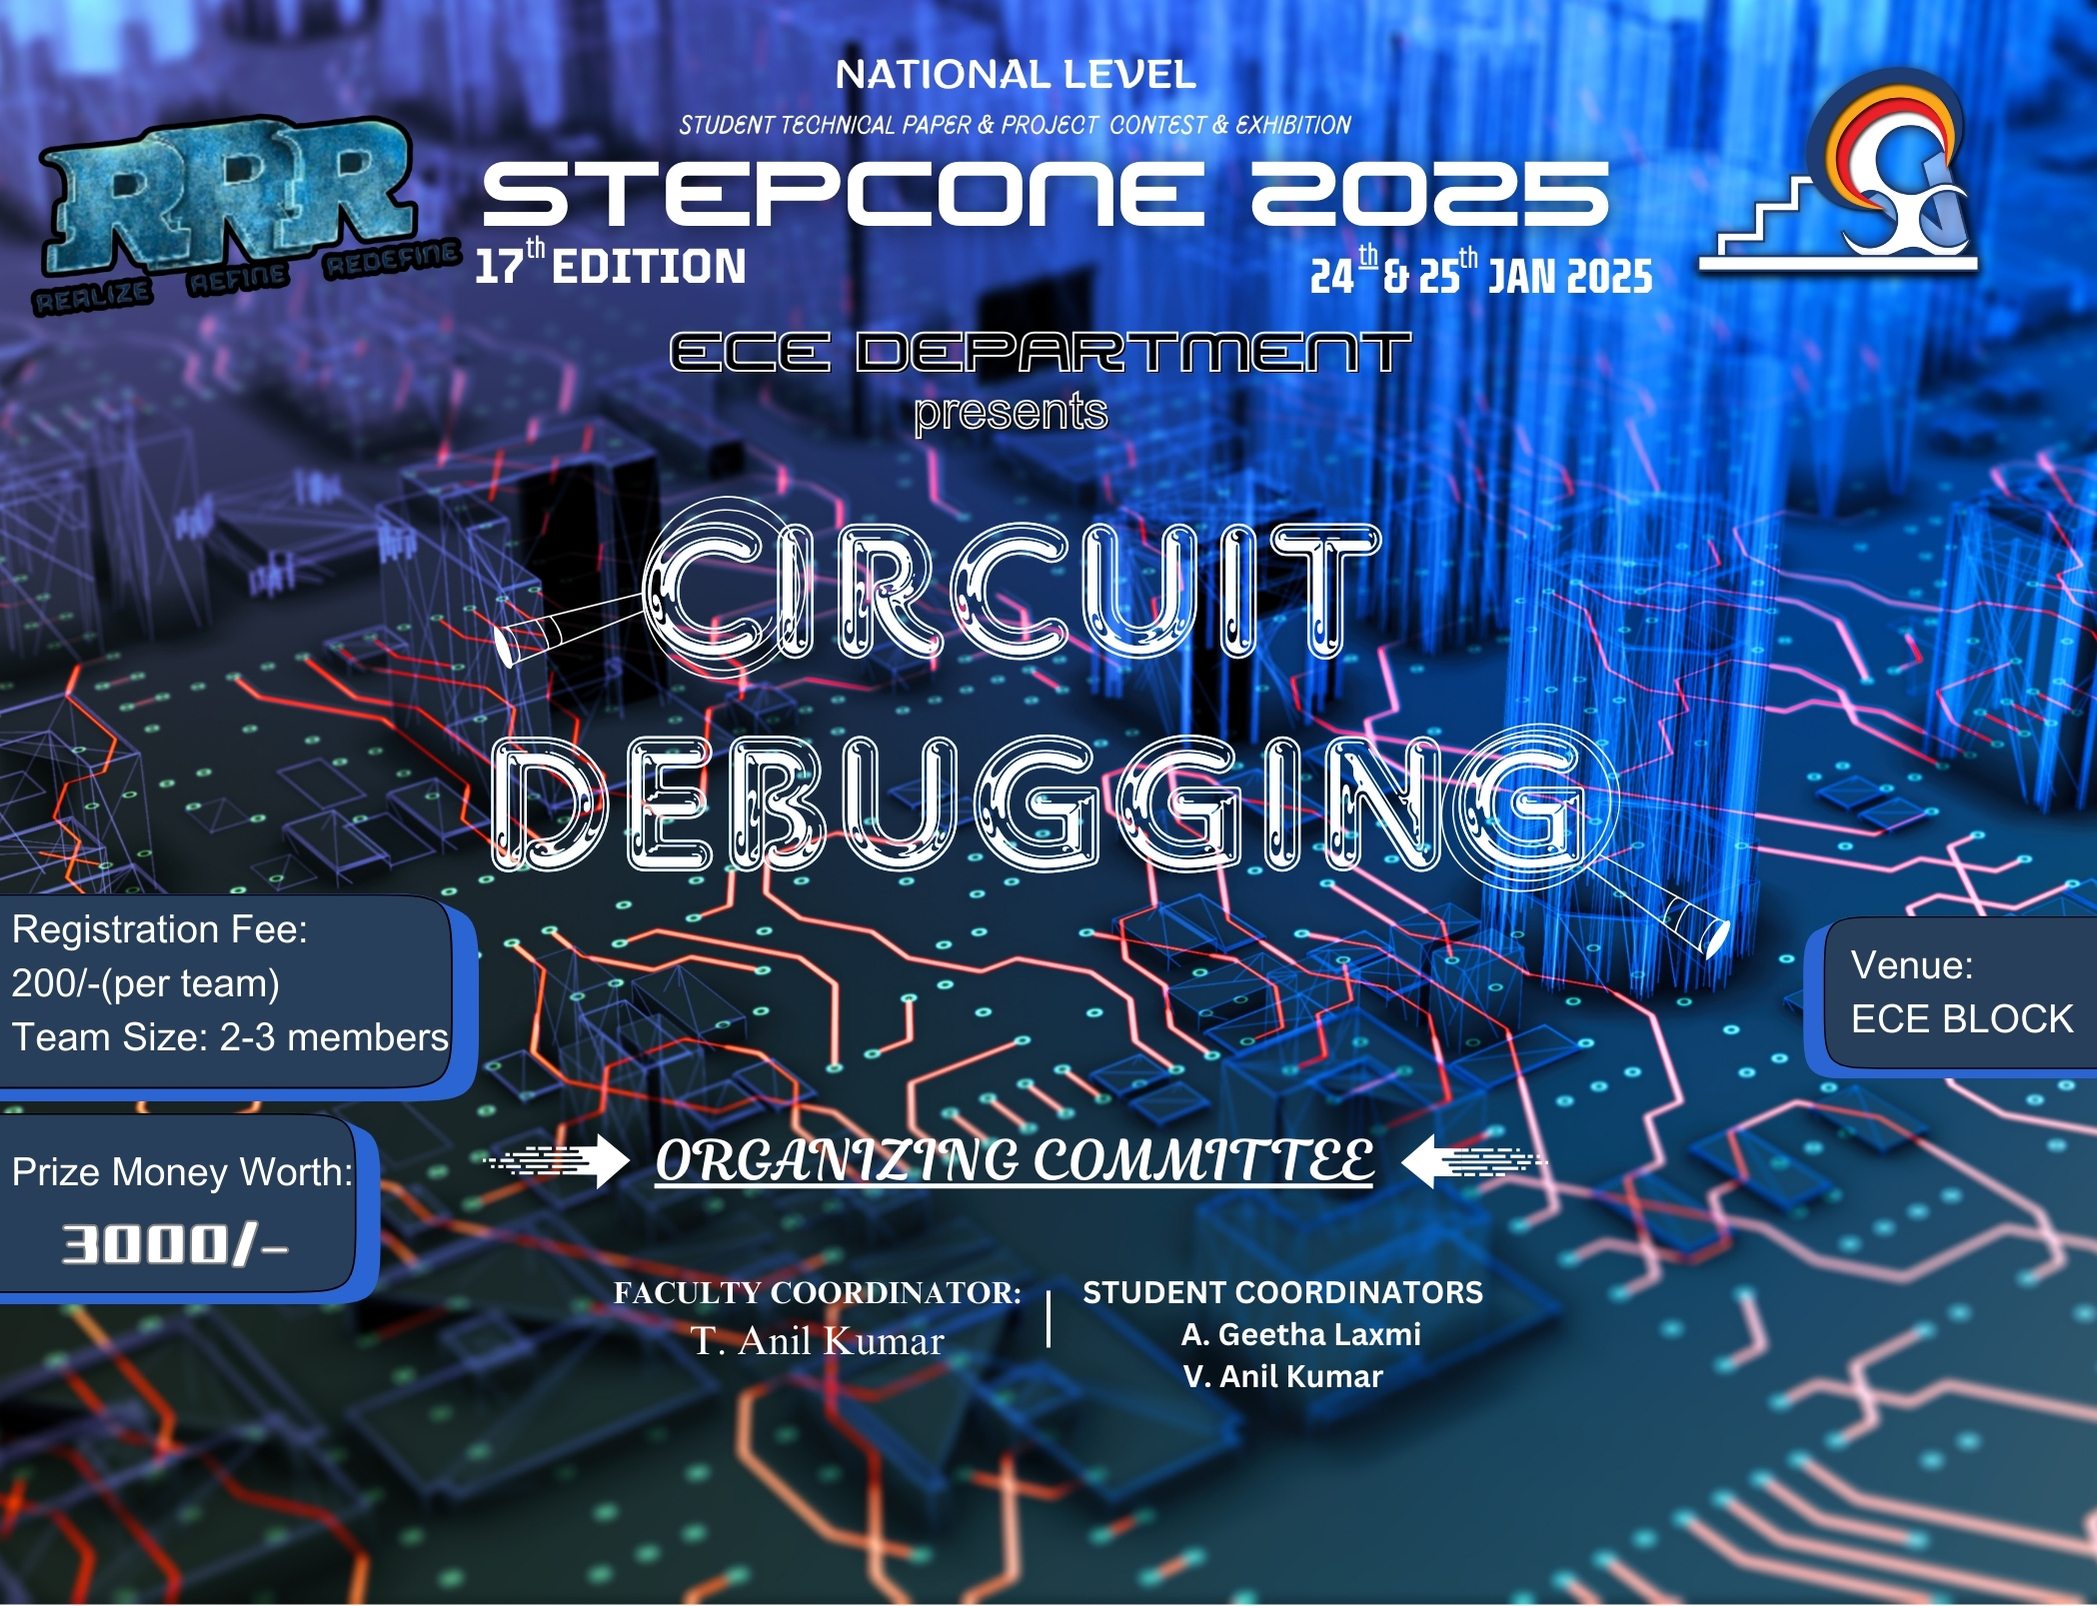 NATIONAL LEVEL
STUDENT TECHNICAL PAPER & PROJECT CONTEST & EXHIBITION
RRR
REALIZE REFINE REDEFINE
STEPCONE 2025
17th EDITION
24th & 25th JAN 2025
ECE DEPARTMENT
presents
CIRCUIT
DEBUGGING
Registration Fee:
200/-(per team)
Team Size: 2-3 members
Venue:
ECE BLOCK
Prize Money Worth:
3000/-
ORGANIZING COMMITTEE
FACULTY COORDINATOR:
T. Anil Kumar
STUDENT COORDINATORS
A. Geetha Laxmi
V. Anil Kumar